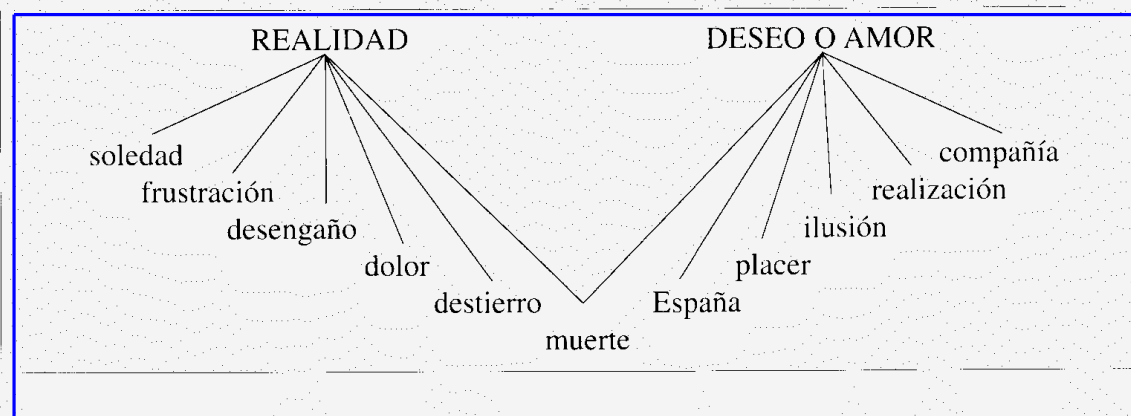 REALIDAD
DESEO O AMOR
soledad
frustración
desengaño
dolor
destierro
muerte
España
placer
ilusión
realización
compañía